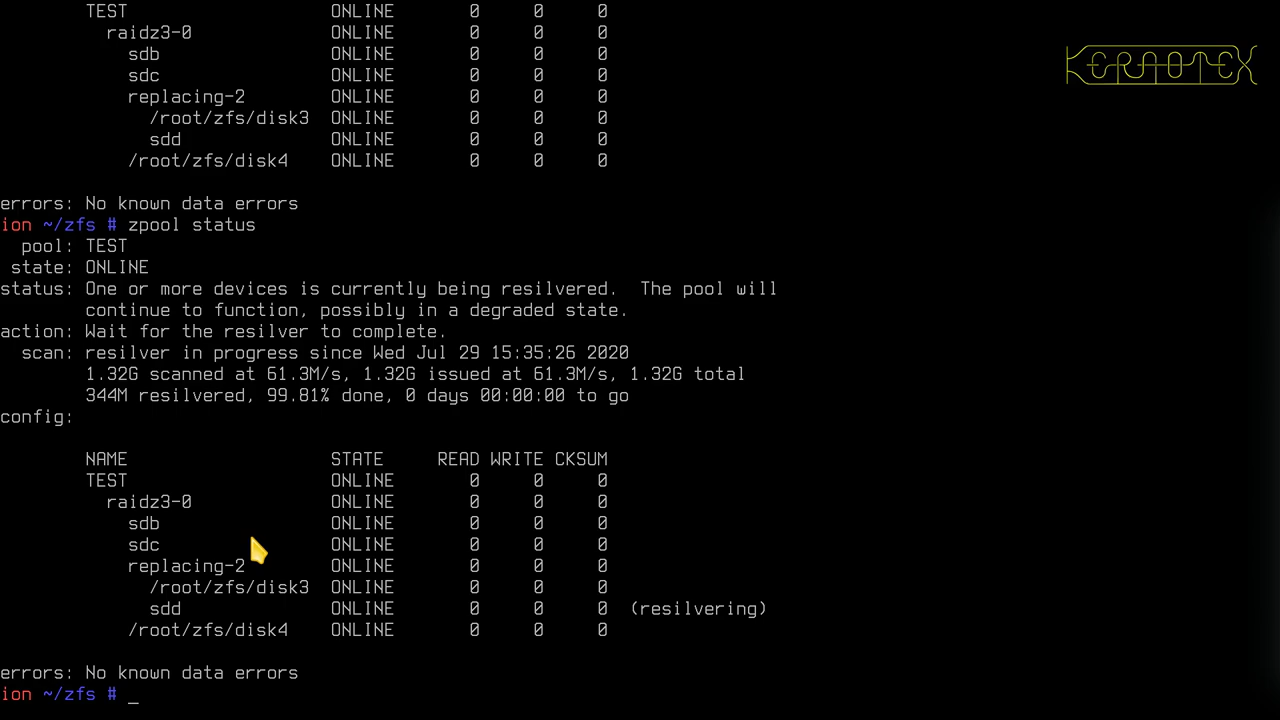 TEST ONLINE 0 0 0
raidz3-0 ONLINE 0 0 0
sdb ONLINE 0 0 0
sdc ONLINE 0 0 0
replacing-2 ONLINE 0 0 0
/root/zfs/disk3 ONLINE 0 0 0
sdd ONLINE 0 0 0
/root/zfs/disk4 ONLINE 0 0 0
errors: No known data errors
ion ~/zfs # zpool status
pool: TEST
state: ONLINE
status: One or more devices is currently being resilvered.  The pool will
continue to function, possibly in a degraded state.
action: Wait for the resilver to complete.
scan: resilver in progress since Wed Jul 29 15:35:26 2020
1.32G scanned at 61.3M/s, 1.32G issued at 61.3M/s, 1.32G total
344M resilvered, 99.81% done, 0 days 00:00:00 to go
config:
NAME STATE READ WRITE CKSUM
TEST ONLINE 0 0 0
raidz3-0 ONLINE 0 0 0
sdb ONLINE 0 0 0
sdc ONLINE 0 0 0
replacing-2 ONLINE 0 0 0
/root/zfs/disk3 ONLINE 0 0 0
sdd ONLINE 0 0 0 (resilvering)
/root/zfs/disk4 ONLINE 0 0 0
errors: No known data errors
ion ~/zfs # _